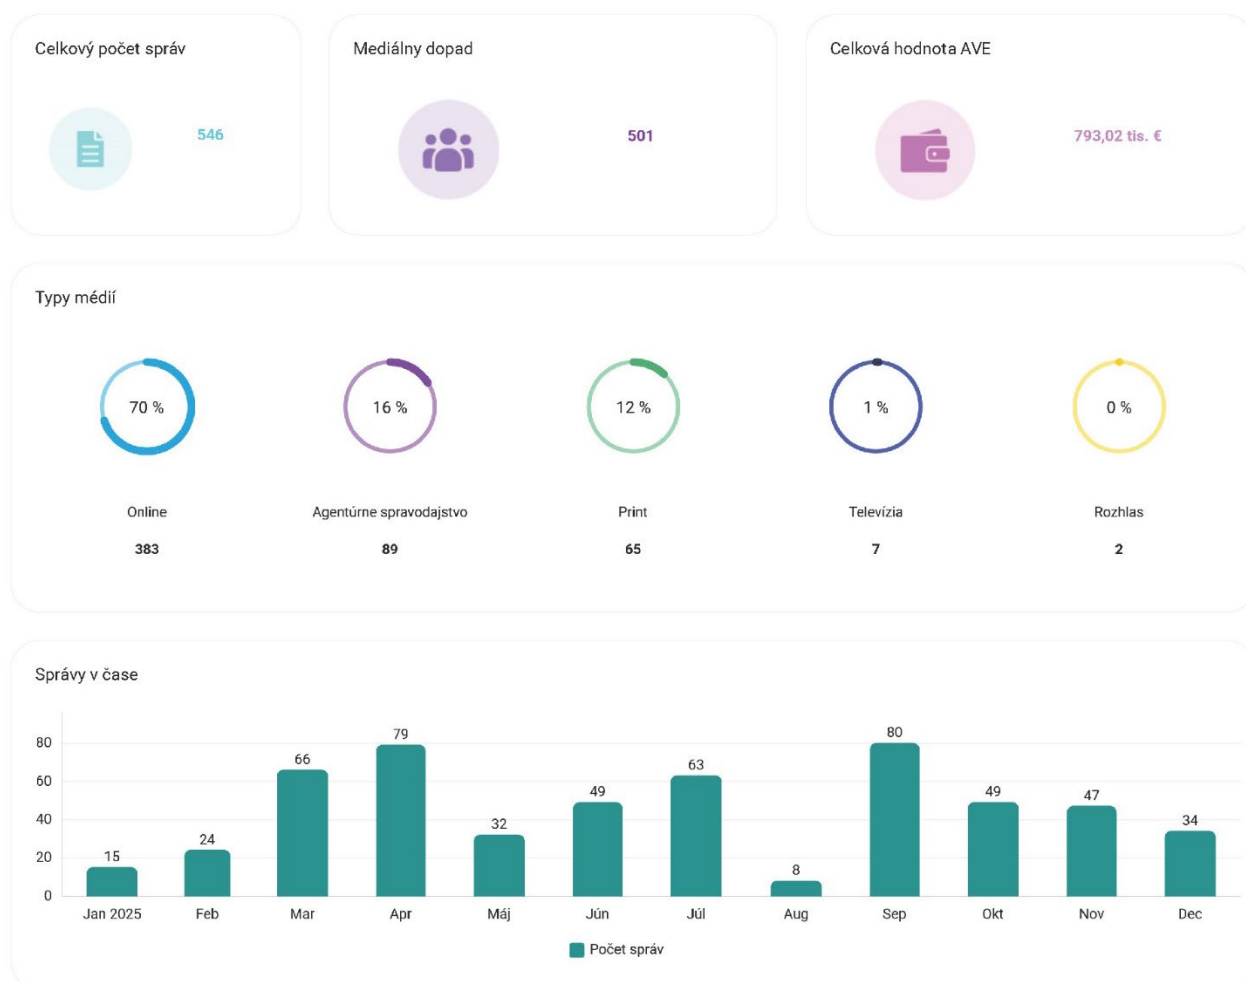 Celkový počet správ
Mediálny dopad
Celková hodnota AVE
546
501
793,02 tis. €
Typy médií
70 %
16 %
12 %
1 %
0 %
Online
Agentúrne spravodajstvo
Print
Televízia
Rozhlas
383
89
65
7
2
Správy v čase
80
60
40
20
0
15
24
66
79
32
49
63
8
80
49
47
34
Jan 2025
Feb
Mar
Apr
Máj
Jún
Júl
Aug
Sep
Okt
Nov
Dec
Počet správ